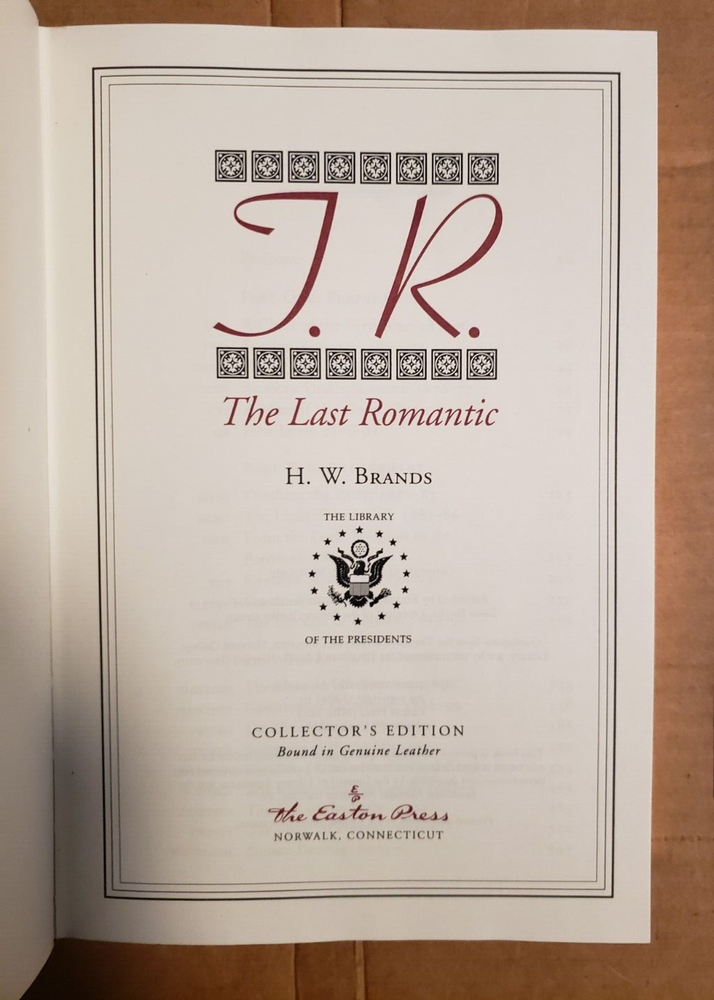 T. R.
The Last Romantic
H. W. Brands
THE LIBRARY
OF THE PRESIDENTS
COLLECTOR'S EDITION
Bound in Genuine Leather
E/P
The Easton Press
NORWALK, CONNECTICUT